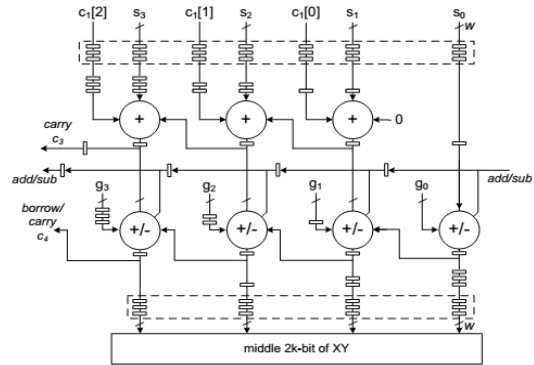 c₁[2] s₃ c₁[1] s₂ c₁[0] s₁ s₀
w
+ + + 0
carry
c₃
add/sub add/sub
g₃ g₂ g₁ g₀
borrow/
carry
c₄
+/- +/- +/- +/-
w
middle 2k-bit of XY